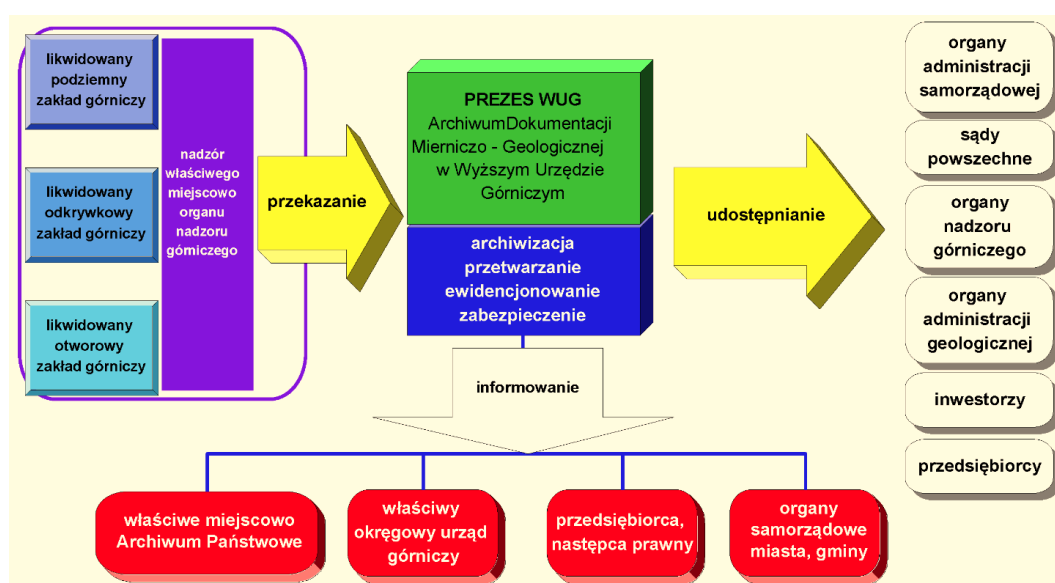 likwidowany
podziemny
zakład górniczy
likwidowany
odkrywkowy
zakład górniczy
likwidowany
otworowy
zakład górniczy
nadzór
właściwego
miejscowo
organu
nadzoru
górniczego
przekazanie
PREZES WUG
ArchiwumDokumentacji
Mierniczo - Geologicznej
w Wyższym Urzędzie
Górniczym
archiwizacja
przetwarzanie
ewidencjonowanie
zabezpieczenie
udostępnianie
organy
administracji
samorządowej
sądy
powszechne
organy
nadzoru
górniczego
organy
administracji
geologicznej
inwestorzy
przedsiębiorcy
informowanie
właściwe miejscowo
Archiwum Państwowe
właściwy
okręgowy urząd
górniczy
przedsiębiorca,
następca prawny
organy
samorządowe
miasta, gminy